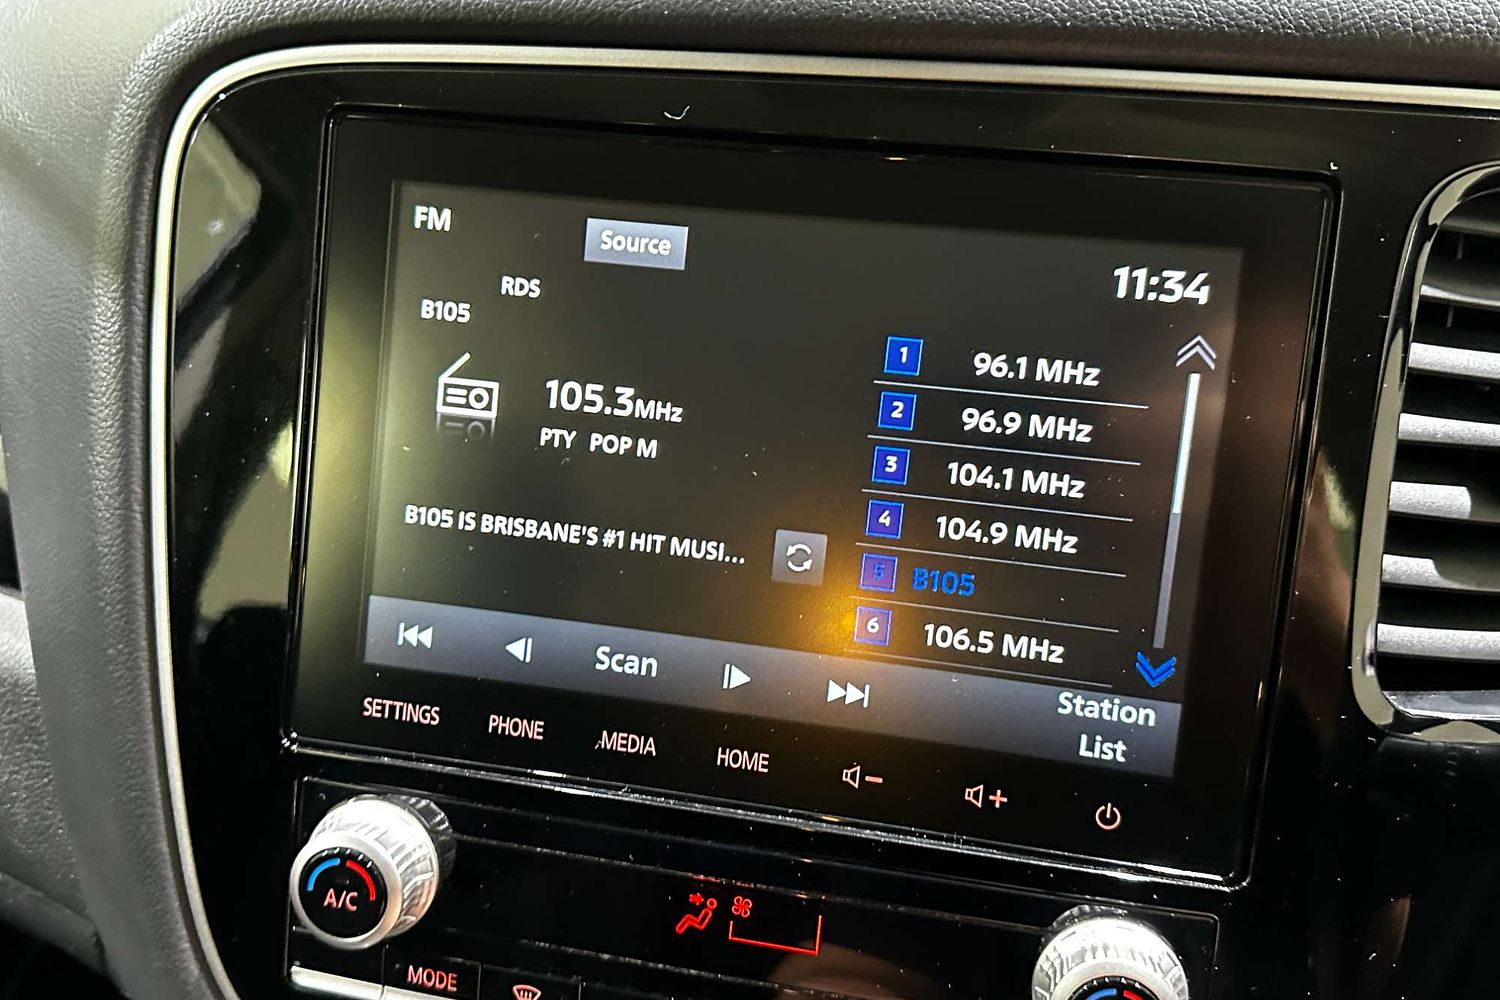 FM
Source
11:34
RDS
B105
105.3MHz
PTY POP M
B105 IS BRISBANE'S #1 HIT MUSI...
1 96.1 MHz
2 96.9 MHz
3 104.1 MHz
4 104.9 MHz
5 B105
6 106.5 MHz
Scan
Station
List
SETTINGS
PHONE
MEDIA
HOME
A/C
MODE